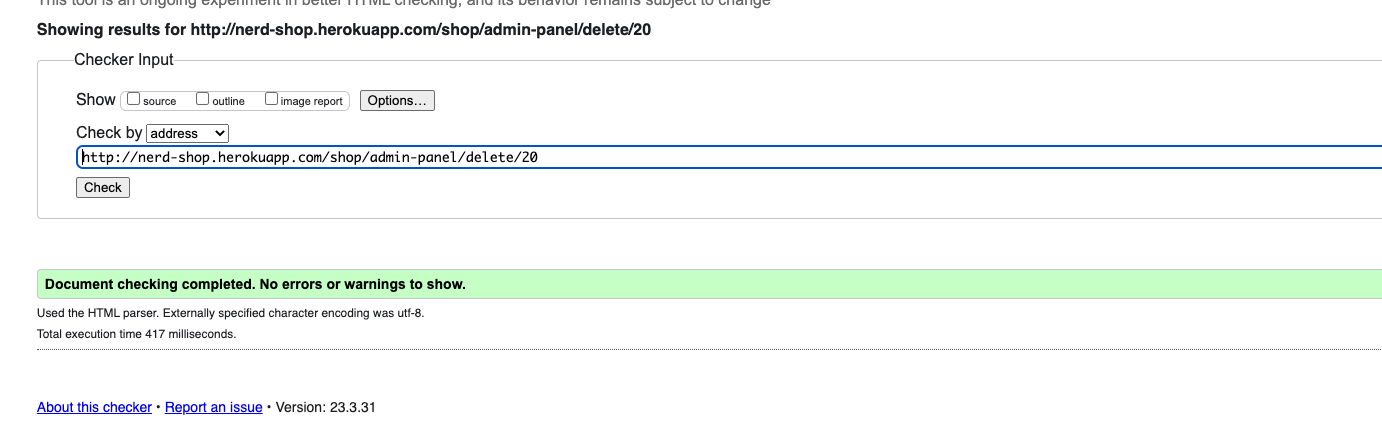 This tool is an ongoing experiment in better HTML checking, and its behavior remains subject to change
Showing results for http://nerd-shop.herokuapp.com/shop/admin-panel/delete/20
Checker Input
Show source outline image report Options...
Check by address
http://nerd-shop.herokuapp.com/shop/admin-panel/delete/20
Check
Document checking completed. No errors or warnings to show.
Used the HTML parser. Externally specified character encoding was utf-8.
Total execution time 417 milliseconds.
About this checker • Report an issue • Version: 23.3.31